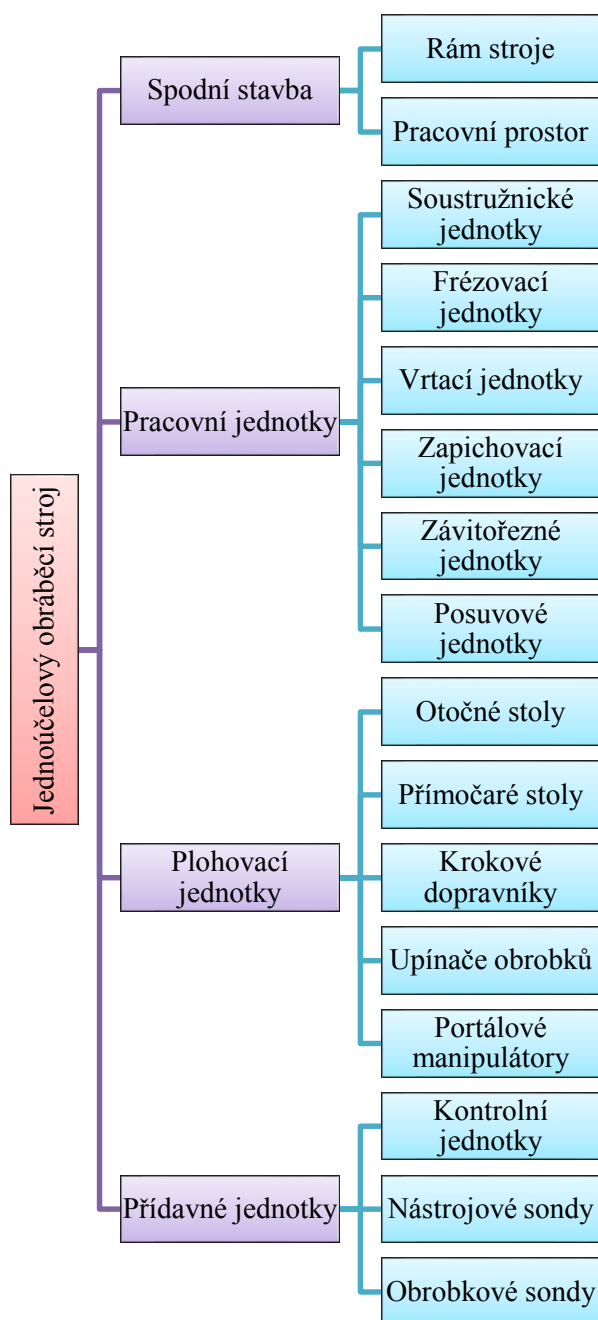 Jednoúčelový obráběcí stroj
Spodní stavba
Rám stroje
Pracovní prostor
Pracovní jednotky
Soustružnické
jednotky
Frézovací
jednotky
Vrtací jednotky
Zapichovací
jednotky
Závitořezné
jednotky
Posuvové
jednotky
Plohovací
jednotky
Otočné stoly
Přímočaré stoly
Krokové
dopravníky
Upínače obrobků
Portálové
manipulátory
Přídavné jednotky
Kontrolní
jednotky
Nástrojové sondy
Obrobkové sondy